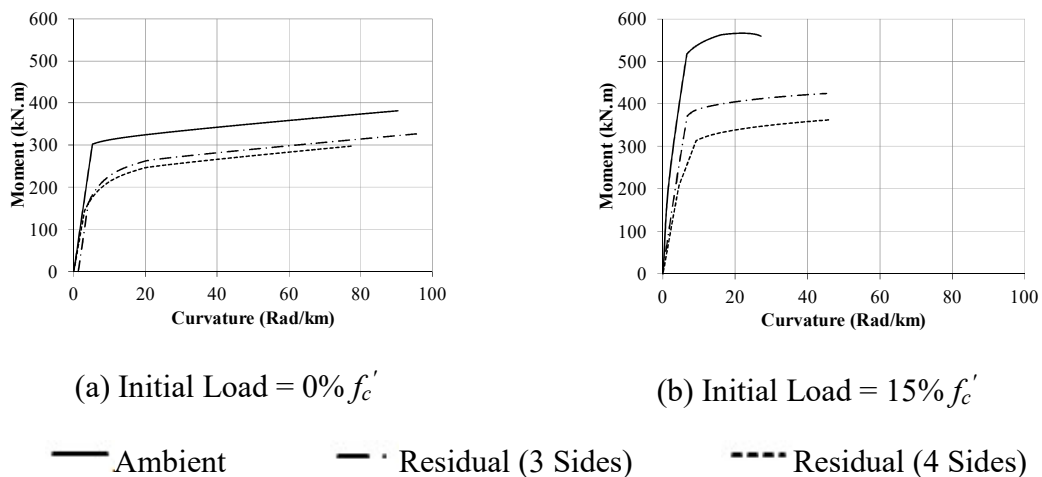 600
500
400
300
200
100
0
Moment (kN.m)
0 20 40 60 80 100
Curvature (Rad/km)
(a) Initial Load = 0% fc′
600
500
400
300
200
100
0
Moment (kN.m)
0 20 40 60 80 100
Curvature (Rad/km)
(b) Initial Load = 15% fc′
Ambient Residual (3 Sides) Residual (4 Sides)